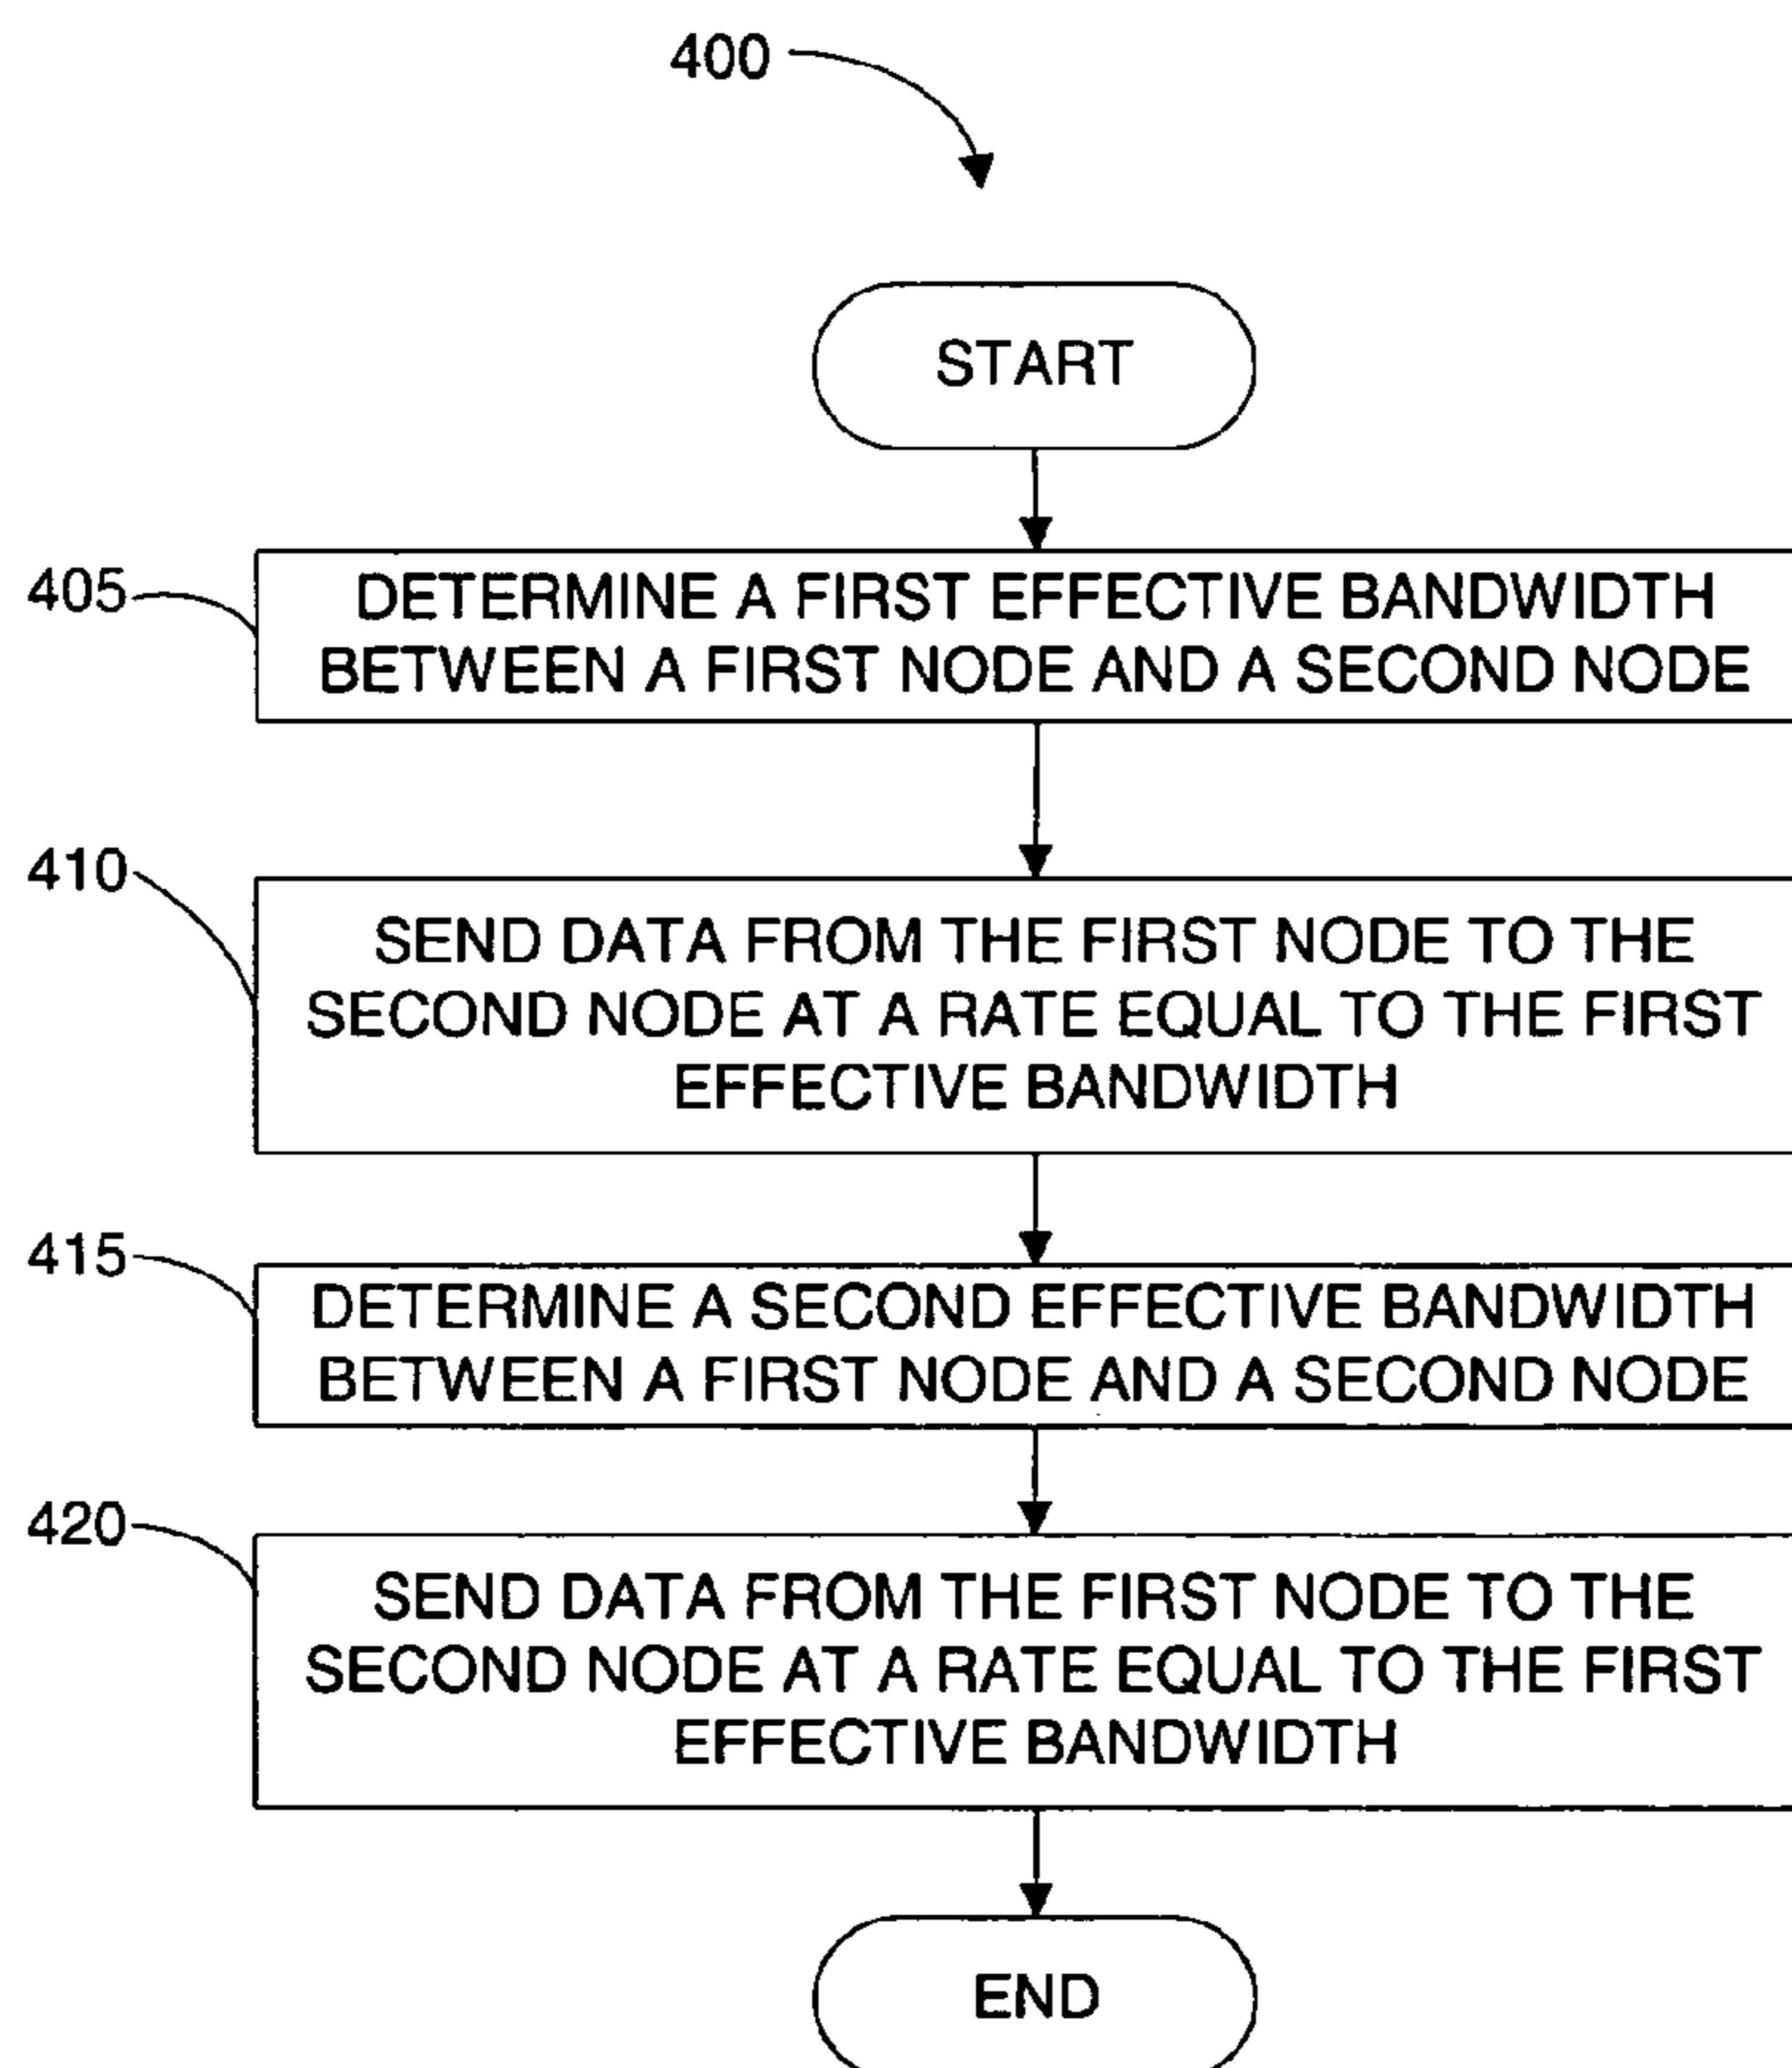 400
START
405
DETERMINE A FIRST EFFECTIVE BANDWIDTH
BETWEEN A FIRST NODE AND A SECOND NODE
410
SEND DATA FROM THE FIRST NODE TO THE
SECOND NODE AT A RATE EQUAL TO THE FIRST
EFFECTIVE BANDWIDTH
415
DETERMINE A SECOND EFFECTIVE BANDWIDTH
BETWEEN A FIRST NODE AND A SECOND NODE
420
SEND DATA FROM THE FIRST NODE TO THE
SECOND NODE AT A RATE EQUAL TO THE FIRST
EFFECTIVE BANDWIDTH
END